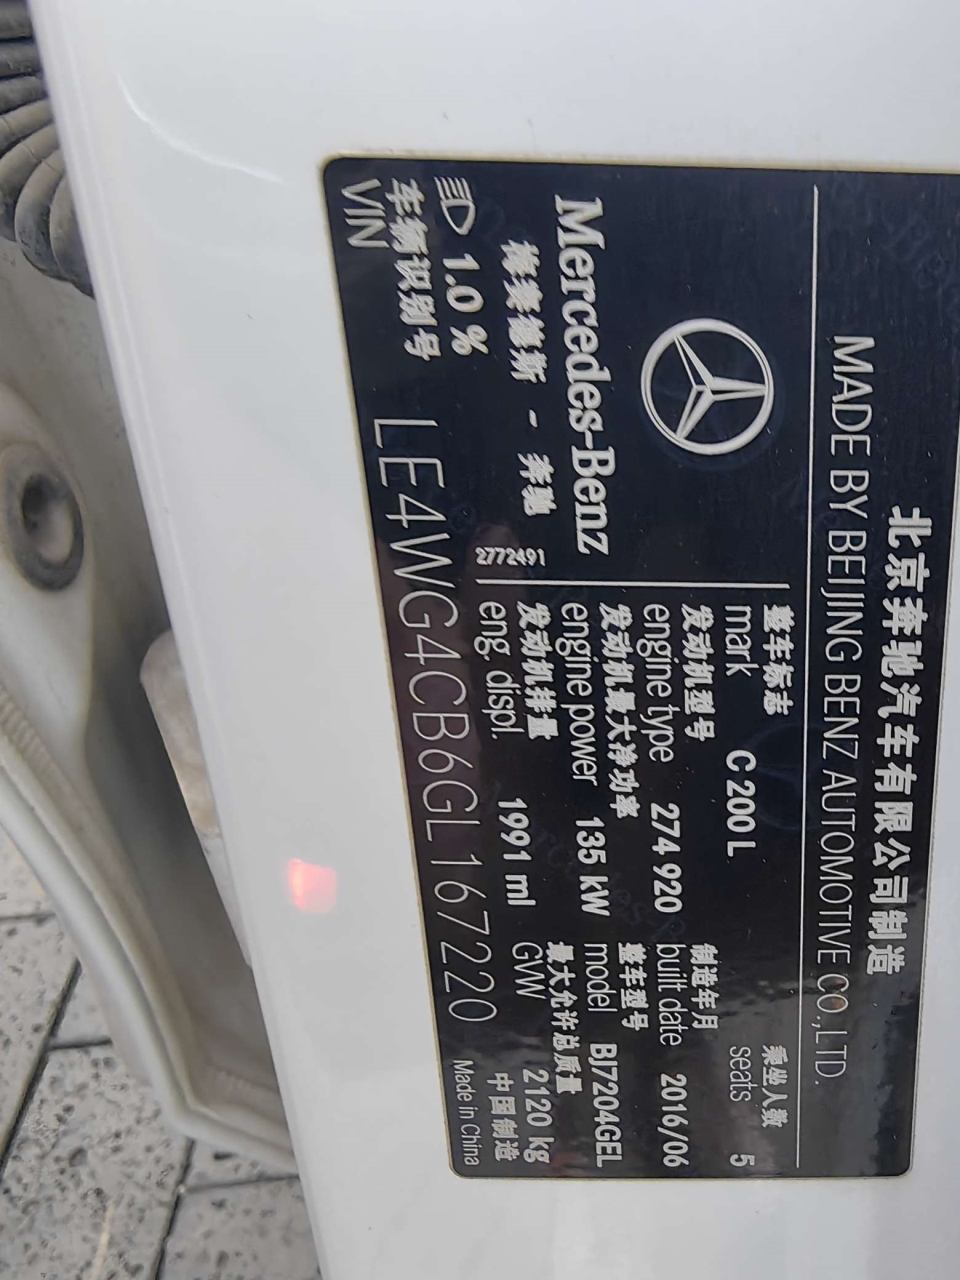 北京奔驰汽车有限公司制造
MADE BY BEIJING BENZ AUTOMOTIVE CO.,LTD.
Mercedes-Benz
梅赛德斯 - 奔驰
2772491
整车标志
mark C 200 L
乘坐人数
seats 5
发动机型号
engine type 274 920
制造年月
built date 2016/06
发动机最大净功率
engine power 135 kW
整车型号
model BJ7204GEL
发动机排量
eng. displ. 1991 ml
最大允许总质量
GVW 2120 kg
1.0 %
车辆识别号
VIN LE4WG4CB6GL167220
中国制造
Made in China